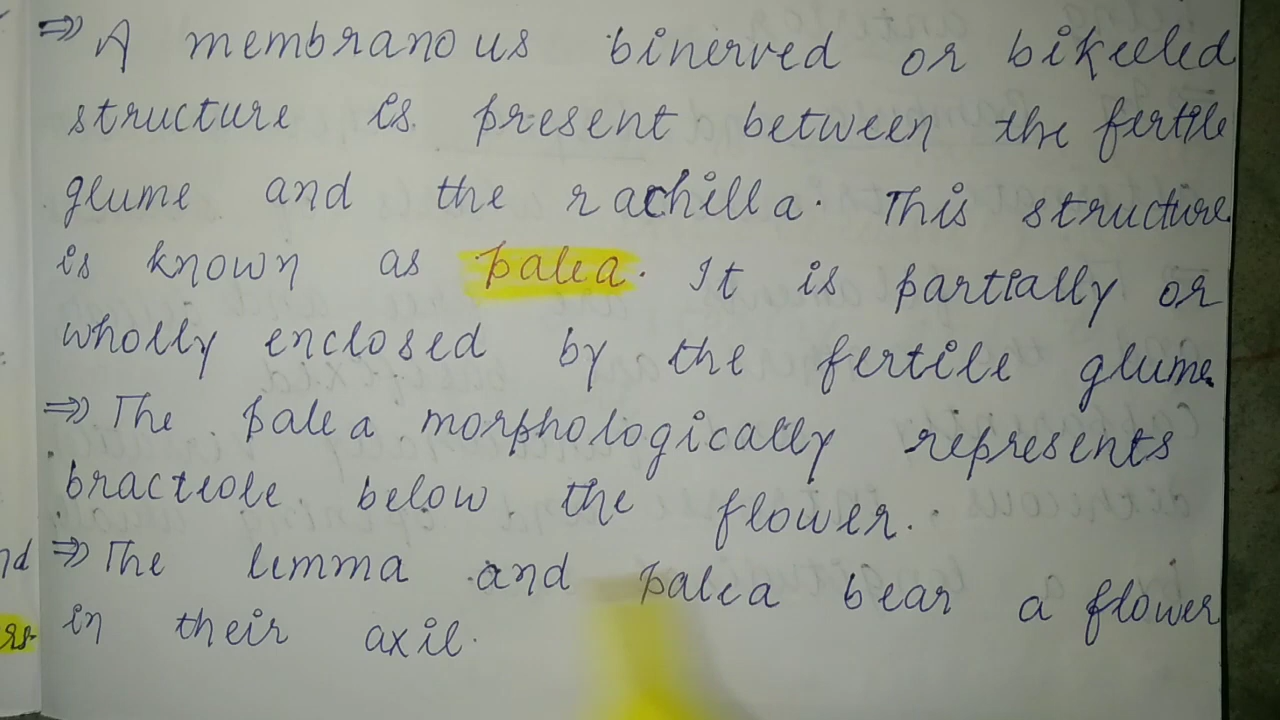 ⇒ A membranous binerved or bikeeled
structure is present between the fertile
glume and the rachilla. This structure
is known as palea. It is partially or
wholly enclosed by the fertile glume.
⇒ The palea morphologically represents
bracteole below the flower.
⇒ The lemma and palea bear a flower
in their axil.